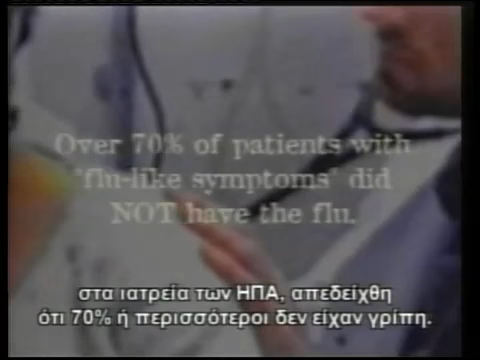 Over 70% of patients with
'flu-like symptoms' did
NOT have the flu.
στα ιατρεία των ΗΠΑ, απεδείχθη
ότι 70% ή περισσότεροι δεν είχαν γρίπη.